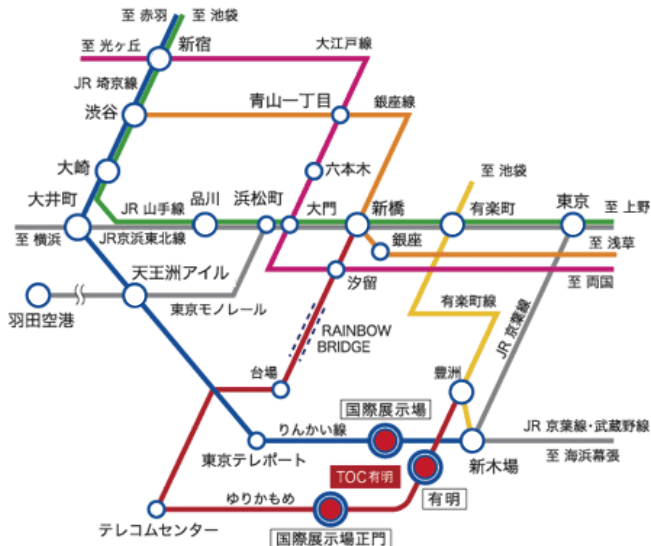 至 赤羽
至 池袋
至 光ヶ丘
新宿
大江戸線
JR 埼京線
渋谷
青山一丁目
銀座線
大崎
六本木
至 池袋
大井町
JR 山手線
品川
浜松町
大門
新橋
有楽町
東京
至 上野
至 横浜
JR京浜東北線
銀座
至 浅草
天王洲アイル
汐留
至 両国
羽田空港
東京モノレール
有楽町線
JR 京葉線
RAINBOW
BRIDGE
台場
豊洲
国際展示場
りんかい線
JR 京葉線・武蔵野線
東京テレポート
新木場
至 海浜幕張
TOC有明
有明
ゆりかもめ
テレコムセンター
国際展示場正門